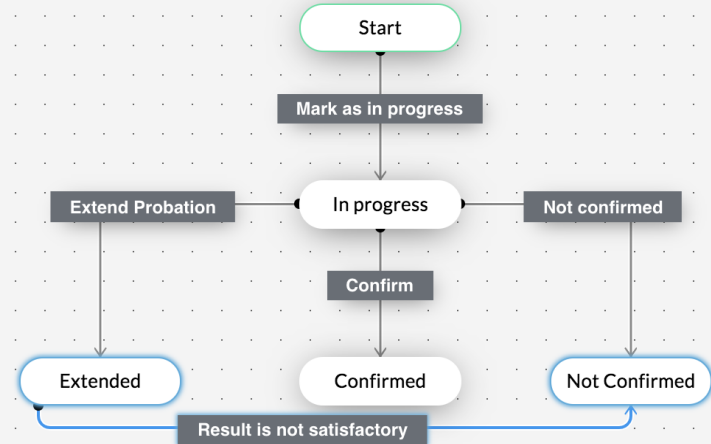 Start
Mark as in progress
Extend Probation
In progress
Not confirmed
Confirm
Extended
Confirmed
Not Confirmed
Result is not satisfactory